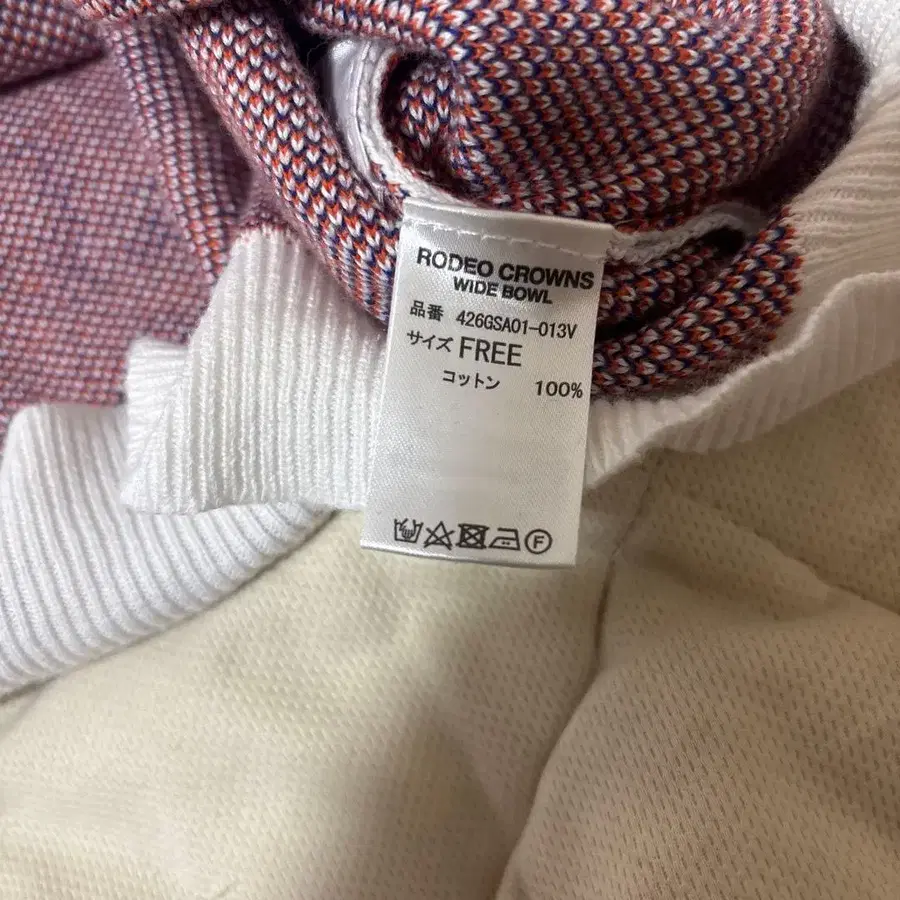 RODEO CROWNS
WIDE BOWL
品番 426GSA01-013V
サイズ FREE
コットン 100%
F